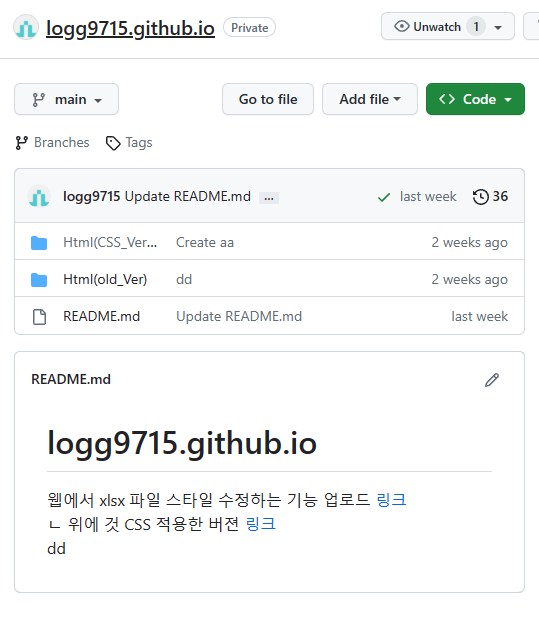 logg9715.github.io Private Unwatch 1
main Go to file Add file Code
Branches Tags
logg9715 Update README.md ... last week 36
Html(CSS_Ver... Create aa 2 weeks ago
Html(old_Ver) dd 2 weeks ago
README.md Update README.md last week
README.md
logg9715.github.io
웹에서 xlsx 파일 스타일 수정하는 기능 업로드 링크
ㄴ 위에 것 CSS 적용한 버젼 링크
dd